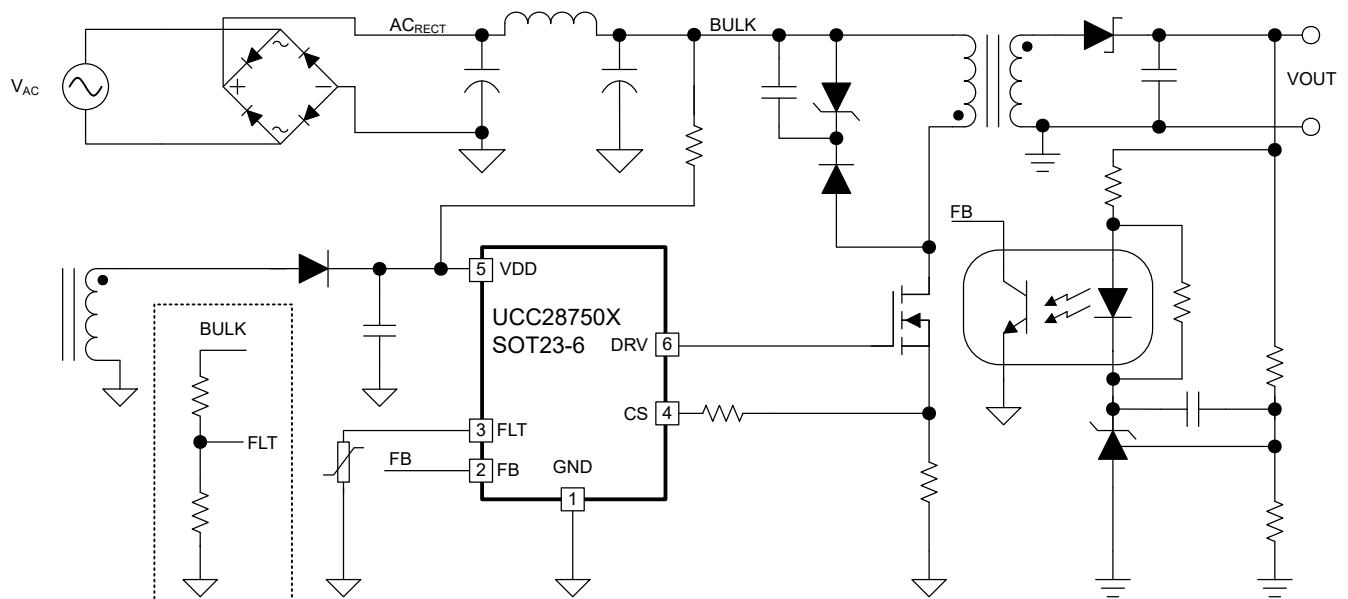 AC_RECT
BULK
V_AC
∼
+
−
∼
VOUT
FB
5 VDD
UCC28750X
SOT23-6
BULK
DRV 6
CS 4
3 FLT
FLT
FB
2 FB
GND
1